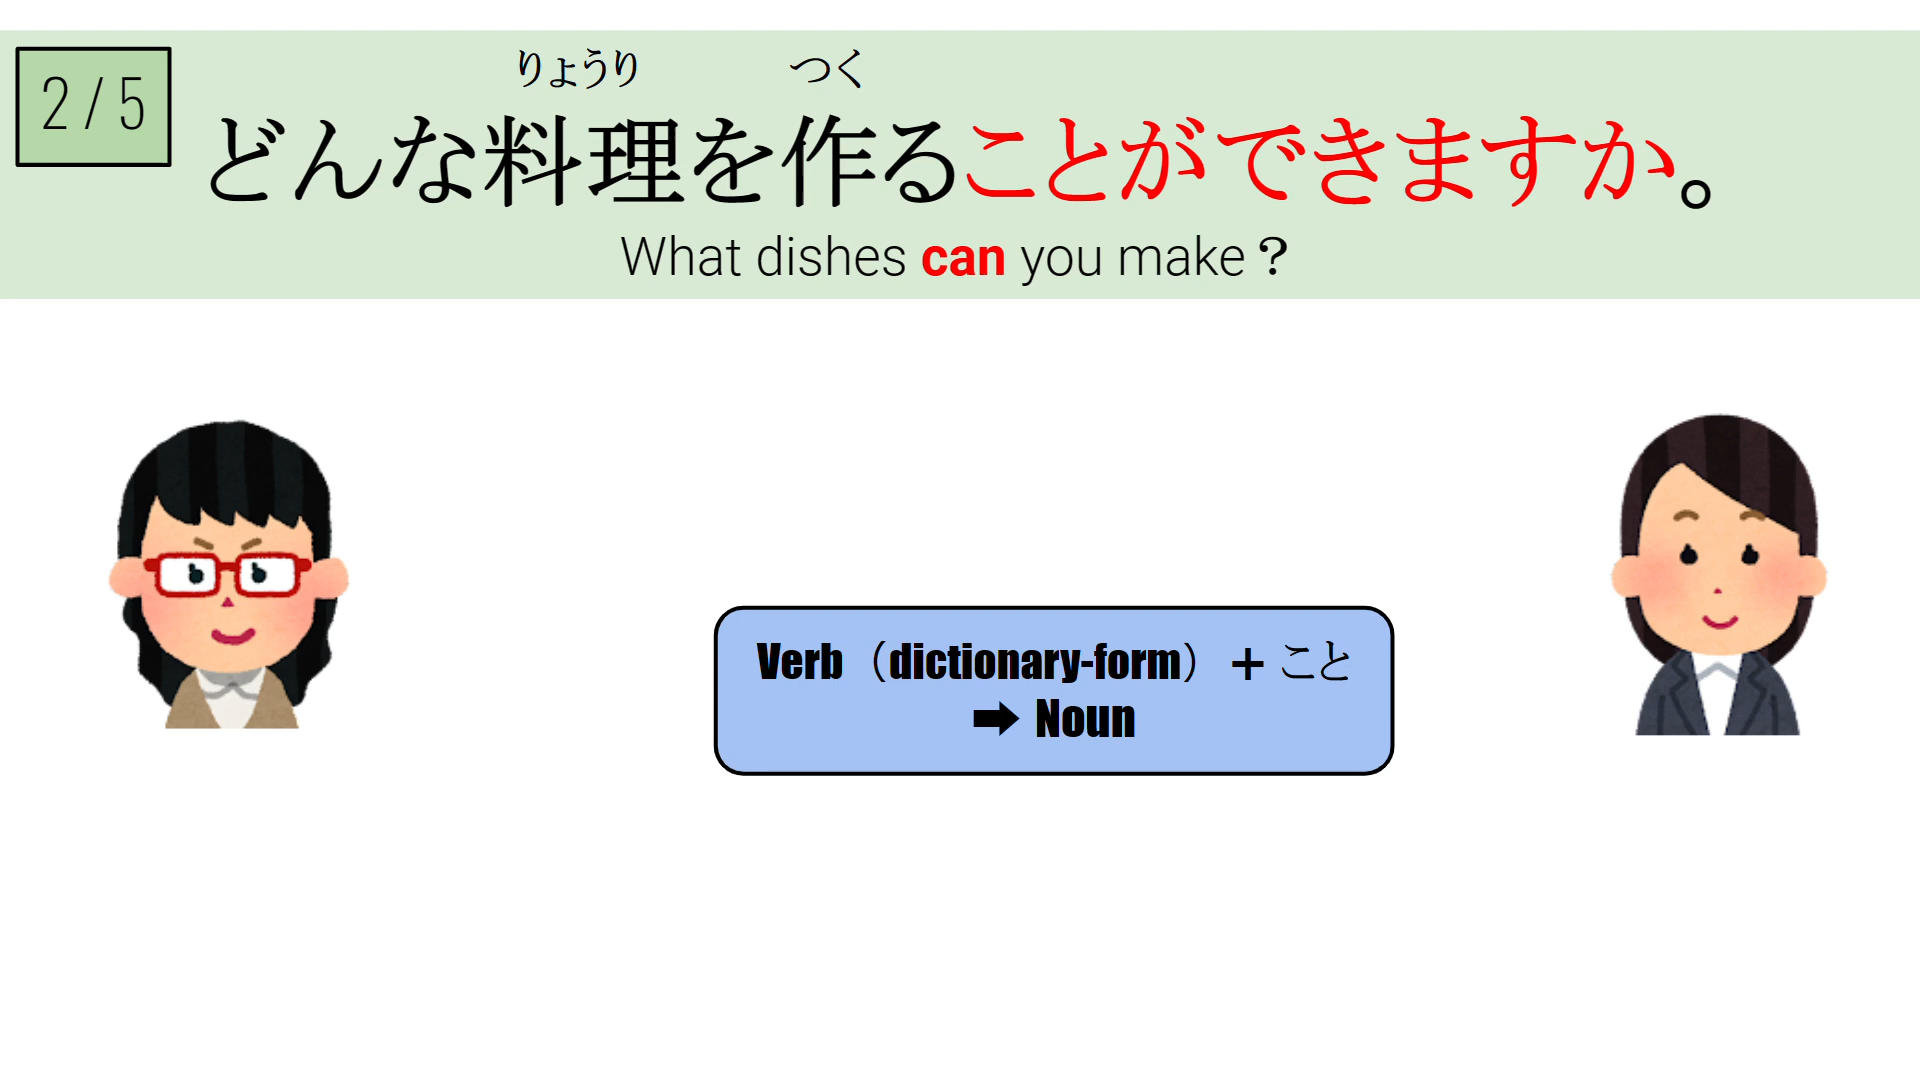 2 / 5
りょうり つく
どんな料理を作ることができますか。
What dishes can you make？
Verb（dictionary-form）＋こと
➡ Noun